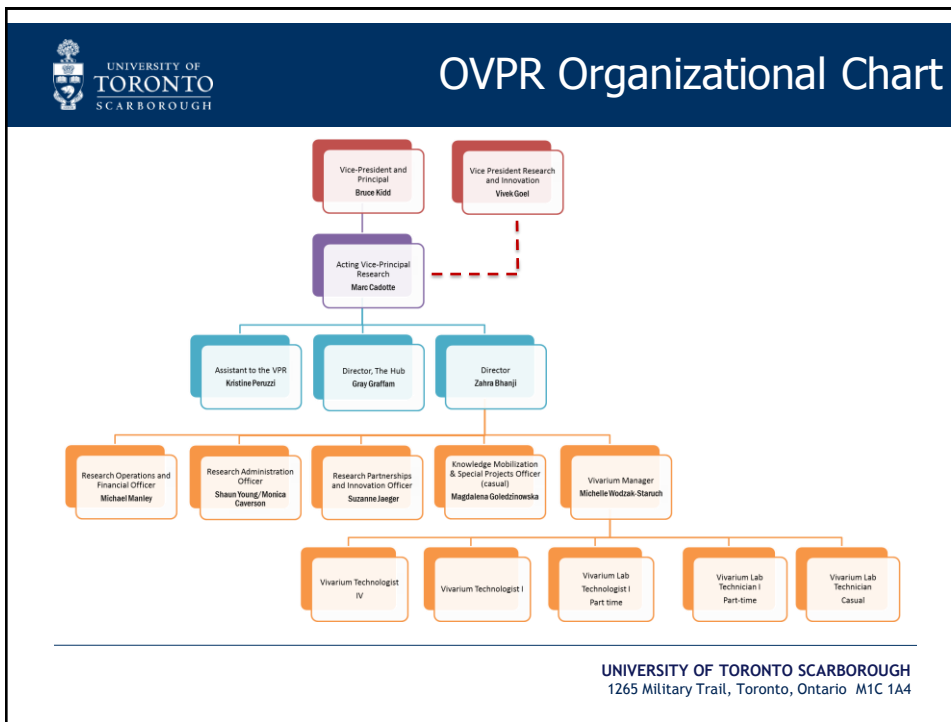 UNIVERSITY OF
TORONTO
SCARBOROUGH
OVPR Organizational Chart
Vice-President and
Principal
Bruce Kidd
Vice President Research
and Innovation
Vivek Goel
Acting Vice-Principal
Research
Marc Cadotte
Assistant to the VPR
Kristine Peruzzi
Director, The Hub
Gray Graffam
Director
Zahra Bhanji
Research Operations and
Financial Officer
Michael Manley
Research Administration
Officer
Shaun Young/Monica
Caverson
Research Partnerships
and Innovation Officer
Suzanne Jaeger
Knowledge Mobilization
& Special Projects Officer
(casual)
Magdalena Goledzinowska
Vivarium Manager
Michelle Wodzak-Staruch
Vivarium Technologist
IV
Vivarium Technologist I
Vivarium Lab
Technologist I
Part time
Vivarium Lab
Technician I
Part-time
Vivarium Lab
Technician
Casual
UNIVERSITY OF TORONTO SCARBOROUGH
1265 Military Trail, Toronto, Ontario M1C 1A4